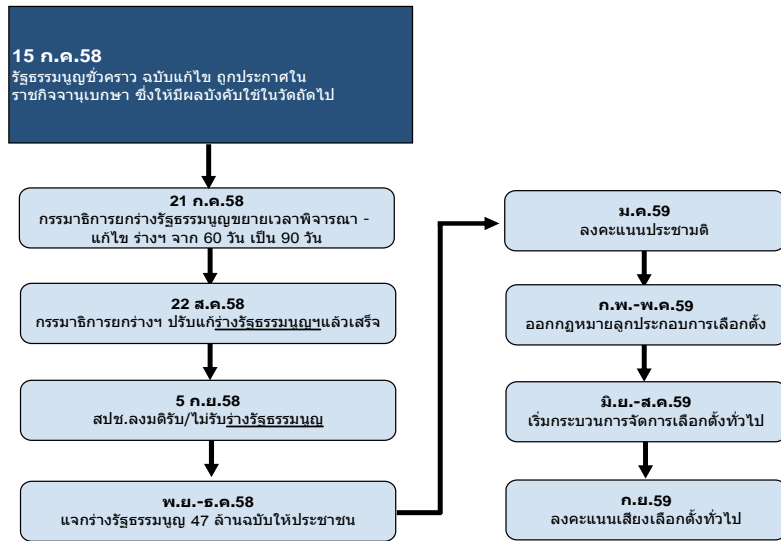 15 ก.ค.58
รัฐธรรมนูญชั่วคราว ฉบับแก้ไข ถูกประกาศใน
ราชกิจจานุเบกษา ซึ่งให้มีผลบังคับใช้ในวัดถัดไป
21 ก.ค.58
กรรมาธิการยกร่างรัฐธรรมนูญขยายเวลาพิจารณา -
แก้ไข ร่างฯ จาก 60 วัน เป็น 90 วัน
22 ส.ค.58
กรรมาธิการยกร่างฯ ปรับแก้ร่างรัฐธรรมนูญฯแล้วเสร็จ
5 ก.ย.58
สปช.ลงมติรับ/ไม่รับร่างรัฐธรรมนูญ
พ.ย.-ธ.ค.58
แจกร่างรัฐธรรมนูญ 47 ล้านฉบับให้ประชาชน
ม.ค.59
ลงคะแนนประชามติ
ก.พ.-พ.ค.59
ออกกฏหมายลูกประกอบการเลือกตั้ง
มิ.ย.-ส.ค.59
เริ่มกระบวนการจัดการเลือกตั้งทั่วไป
ก.ย.59
ลงคะแนนเสียงเลือกตั้งทั่วไป